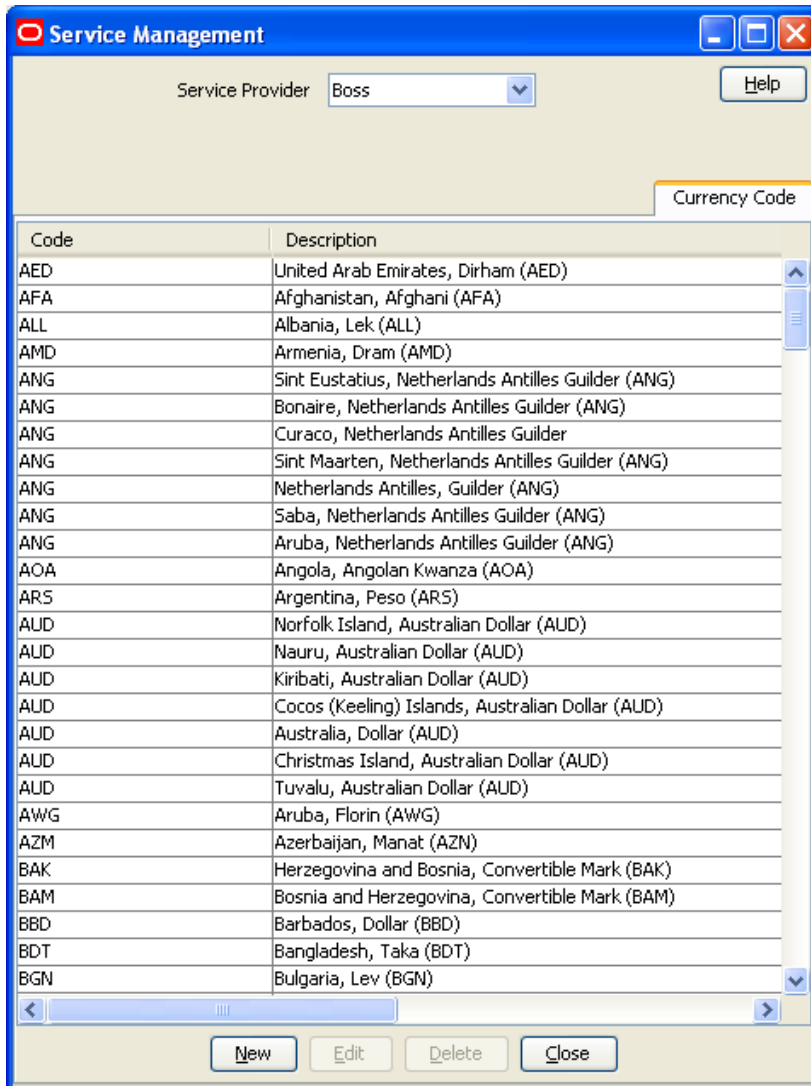 Service Management
Service Provider Boss Help
Currency Code
Code Description
AED United Arab Emirates, Dirham (AED)
AFA Afghanistan, Afghani (AFA)
ALL Albania, Lek (ALL)
AMD Armenia, Dram (AMD)
ANG Sint Eustatius, Netherlands Antilles Guilder (ANG)
ANG Bonaire, Netherlands Antilles Guilder (ANG)
ANG Curaco, Netherlands Antilles Guilder
ANG Sint Maarten, Netherlands Antilles Guilder (ANG)
ANG Netherlands Antilles, Guilder (ANG)
ANG Saba, Netherlands Antilles Guilder (ANG)
ANG Aruba, Netherlands Antilles Guilder (ANG)
AOA Angola, Angolan Kwanza (AOA)
ARS Argentina, Peso (ARS)
AUD Norfolk Island, Australian Dollar (AUD)
AUD Nauru, Australian Dollar (AUD)
AUD Kiribati, Australian Dollar (AUD)
AUD Cocos (Keeling) Islands, Australian Dollar (AUD)
AUD Australia, Dollar (AUD)
AUD Christmas Island, Australian Dollar (AUD)
AUD Tuvalu, Australian Dollar (AUD)
AWG Aruba, Florin (AWG)
AZM Azerbaijan, Manat (AZN)
BAK Herzegovina and Bosnia, Convertible Mark (BAK)
BAM Bosnia and Herzegovina, Convertible Mark (BAM)
BBD Barbados, Dollar (BBD)
BDT Bangladesh, Taka (BDT)
BGN Bulgaria, Lev (BGN)
New Edit Delete Close